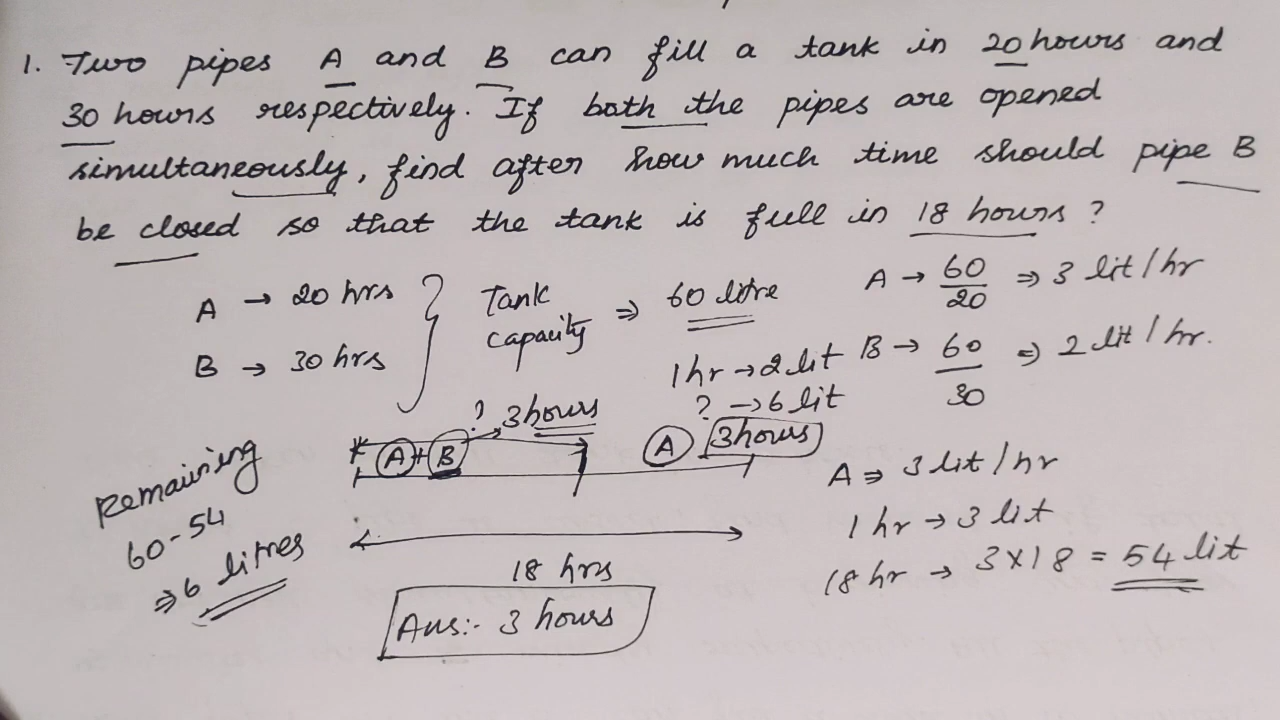 1. Two pipes A and B can fill a tank in 20 hours and
30 hours respectively. If both the pipes are opened
simultaneously, find after how much time should pipe B
be closed so that the tank is full in 18 hours?
A → 20 hrs
B → 30 hrs
Tank
capacity ⇒ 60 litre
A → 60/20 ⇒ 3 lit/hr
B → 60/30 ⇒ 2 lit/hr.
1hr → 2 lit
? → 6 lit
? 3 hours
A+B
A 3 hours
18 hrs
Remaining
60-54
⇒ 6 litres
A ⇒ 3 lit/hr
1 hr → 3 lit
18 hr → 3×18 = 54 lit
Ans:- 3 hours